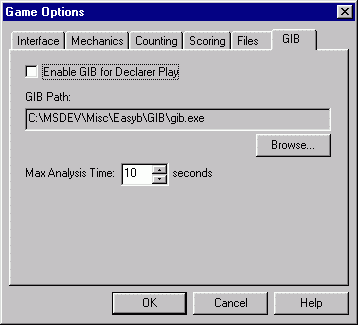 Game Options
Interface Mechanics Counting Scoring Files GIB
Enable GIB for Declarer Play
GIB Path:
C:\MSDEV\Misc\Easyb\GIB\gib.exe
Browse...
Max Analysis Time: 10 seconds
OK Cancel Help